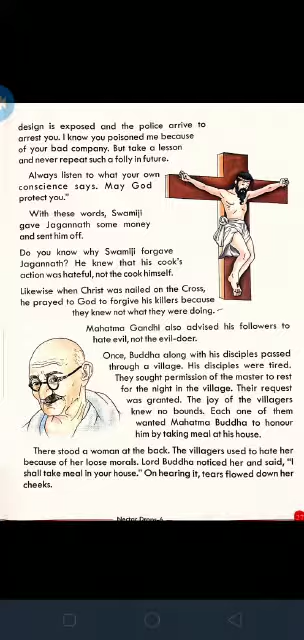 design is exposed and the police arrive to
arrest you. I know you poisoned me because
of your bad company. But take a lesson
and never repeat such a folly in future.
Always listen to what your own
conscience says. May God
protect you."
With these words, Swamiji
gave Jagannath some money
and sent him off.
Do you know why Swamiji forgave
Jagannath? He knew that his cook's
action was hateful, not the cook himself.
Likewise when Christ was nailed on the Cross,
he prayed to God to forgive his killers because
they knew not what they were doing.
Mahatma Gandhi also advised his followers to
hate evil, not the evil-doer.
Once, Buddha along with his disciples passed
through a village. His disciples were tired.
They sought permission of the master to rest
for the night in the village. Their request
was granted. The joy of the villagers
knew no bounds. Each one of them
wanted Mahatma Buddha to honour
him by taking meal at his house.
There stood a woman at the back. The villagers used to hate her
because of her loose morals. Lord Buddha noticed her and said, "I
shall take meal in your house." On hearing it, tears flowed down her
cheeks.